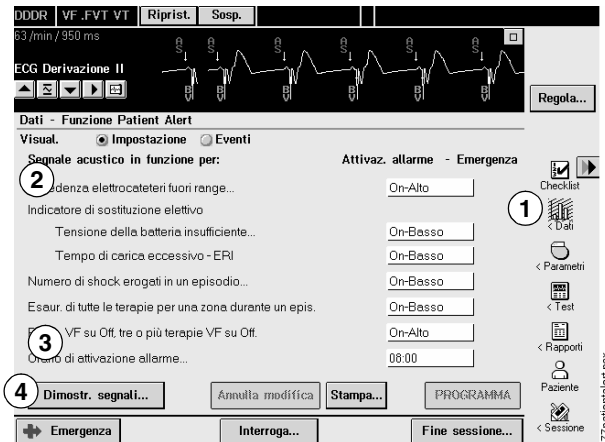 DDDR VF .FVT VT Riprist. Sosp.
63 /min / 950 ms
ECG Derivazione II
A S A S A S A S A S
B V B V B V B V B V
Regola...
Dati - Funzione Patient Alert
Visual. Impostazione Eventi
Segnale acustico in funzione per: Attivaz. allarme - Emergenza
2
edenza elettrocateteri fuori range... On-Alto
Indicatore di sostituzione elettivo
Tensione della batteria insufficiente... On-Basso
Tempo di carica eccessivo - ERI On-Basso
Numero di shock erogati in un episodio... On-Basso
Esaur. di tutte le terapie per una zona durante un epis. On-Basso
VF su Off, tre o più terapie VF su Off. On-Alto
3
di attivazione allarme... 08:00
4
Dimostr. segnali... Annulla modifica Stampa... PROGRAMMA
Emergenza Interroga... Fine sessione...
Checklist
1
< Dati
< Parametri
< Test
< Rapporti
Paziente
< Sessione